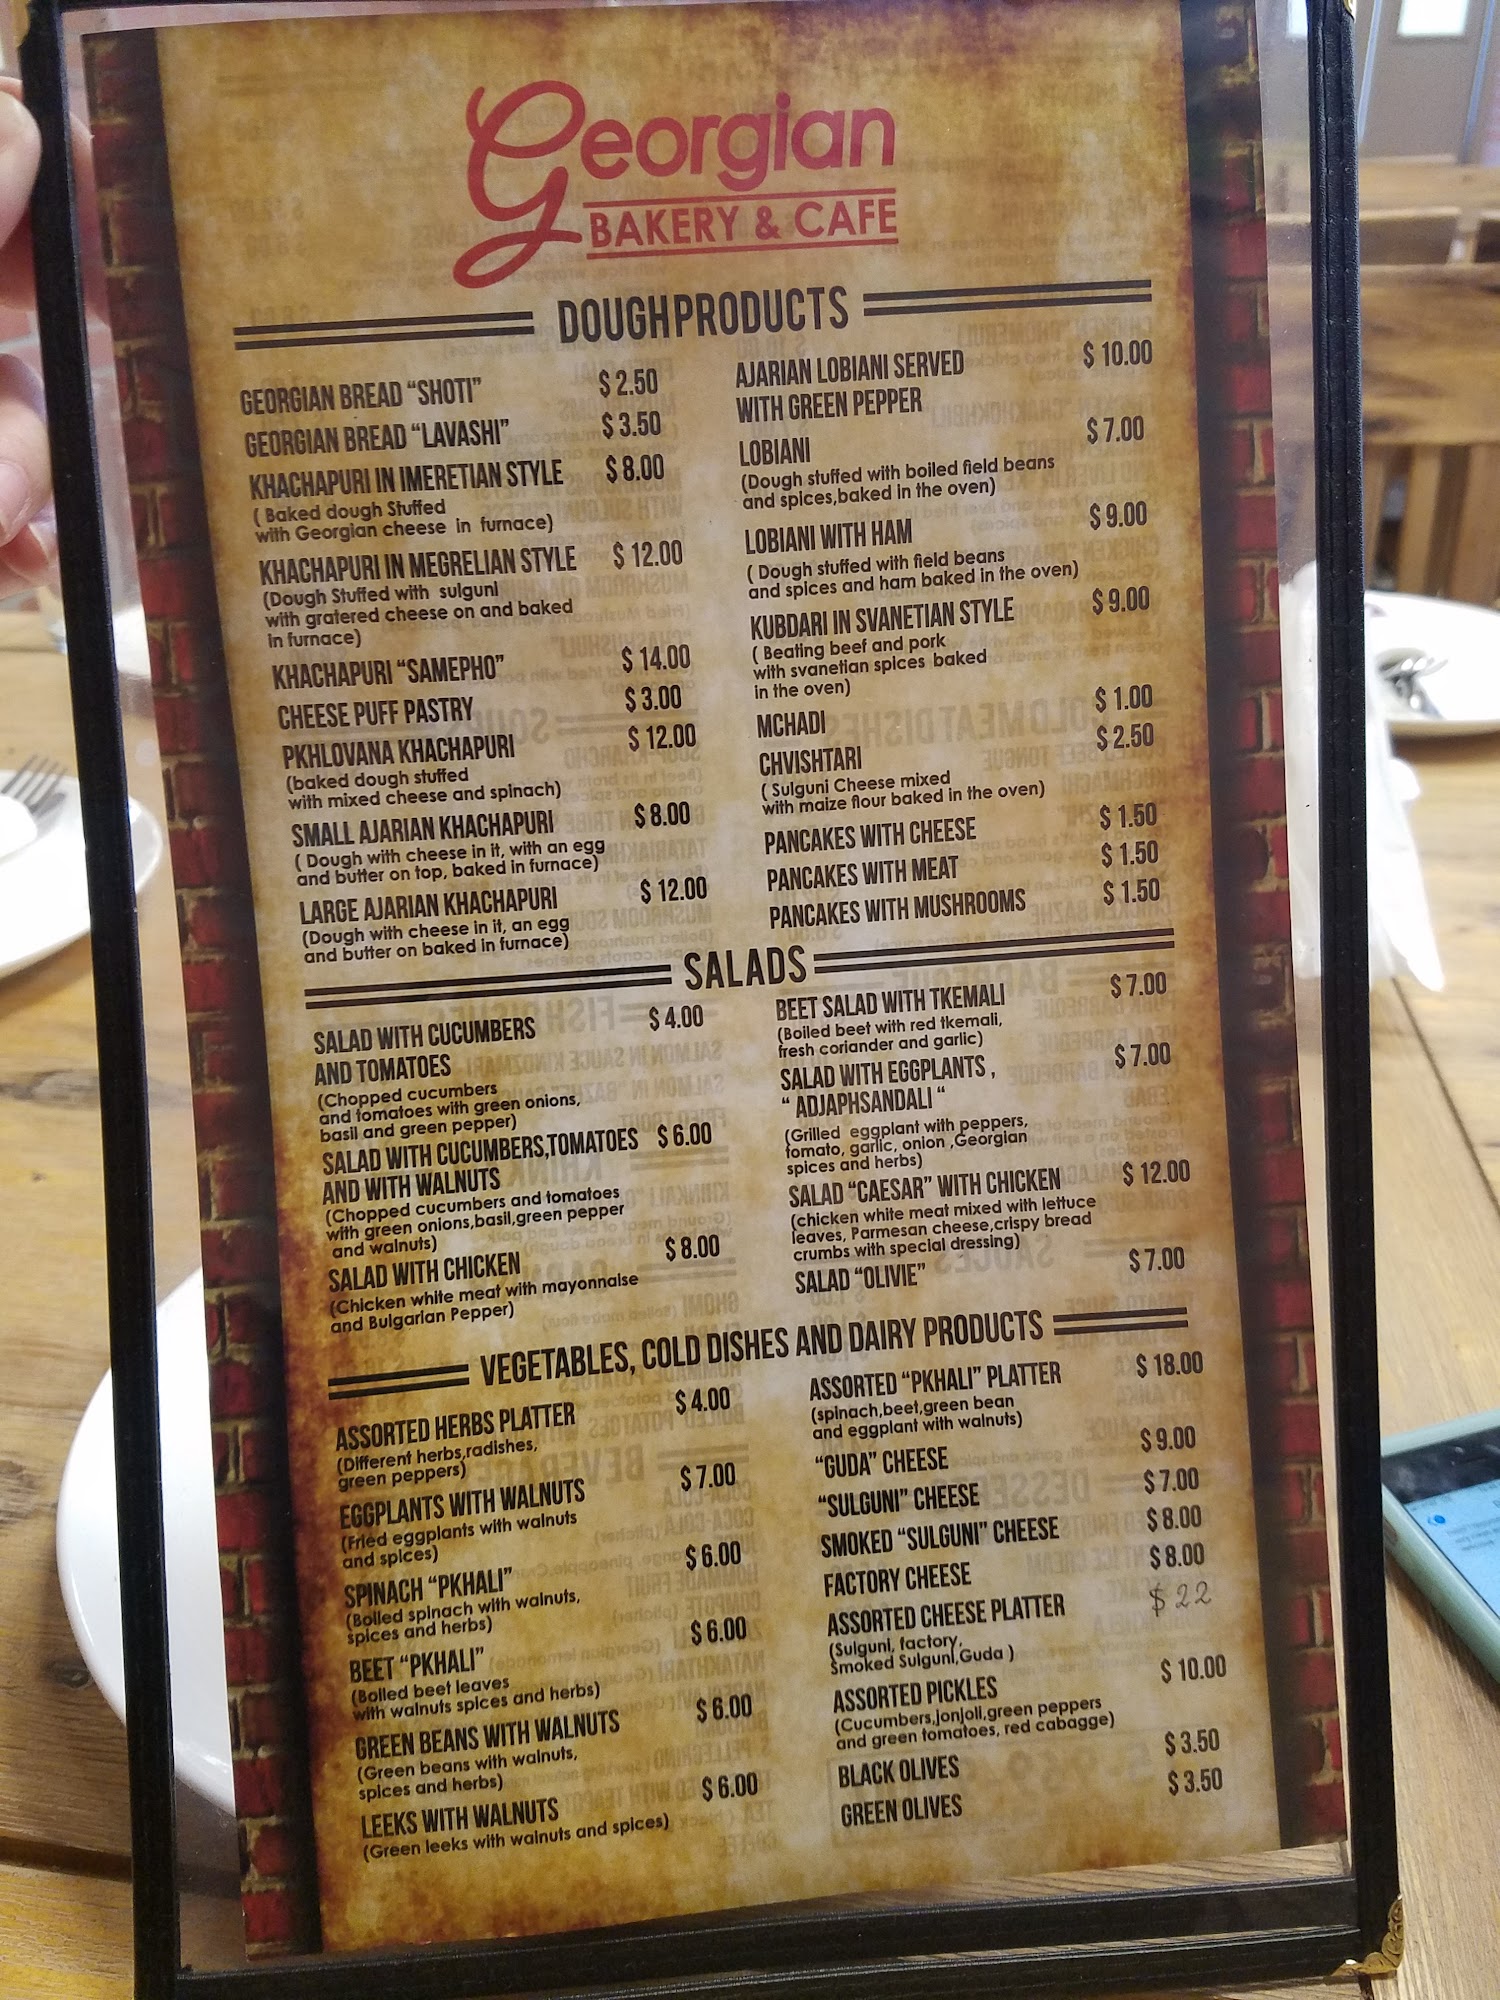 Georgian
BAKERY & CAFE
DOUGH PRODUCTS
GEORGIAN BREAD “SHOTI” $ 2.50
GEORGIAN BREAD “LAVASHI” $ 3.50
KHACHAPURI IN IMERETIAN STYLE $ 8.00
( Baked dough Stuffed
with Georgian cheese in furnace)
KHACHAPURI IN MEGRELIAN STYLE $ 12.00
(Dough Stuffed with sulguni
with gratered cheese on and baked
in furnace)
KHACHAPURI “SAMEPHO” $ 14.00
CHEESE PUFF PASTRY $ 3.00
PKHLOVANA KHACHAPURI $ 12.00
(baked dough stuffed
with mixed cheese and spinach)
SMALL AJARIAN KHACHAPURI $ 8.00
( Dough with cheese in it, with an egg
and butter on top, baked in furnace)
LARGE AJARIAN KHACHAPURI $ 12.00
(Dough with cheese in it, an egg
and butter on baked in furnace)
AJARIAN LOBIANI SERVED $ 10.00
WITH GREEN PEPPER
LOBIANI $ 7.00
(Dough stuffed with boiled field beans
and spices,baked in the oven)
LOBIANI WITH HAM $ 9.00
( Dough stuffed with field beans
and spices and ham baked in the oven)
KUBDARI IN SVANETIAN STYLE $ 9.00
( Beating beef and pork
with svanetian spices baked
in the oven)
MCHADI $ 1.00
CHVISHTARI $ 2.50
( Sulguni Cheese mixed
with maize flour baked in the oven)
PANCAKES WITH CHEESE $ 1.50
PANCAKES WITH MEAT $ 1.50
PANCAKES WITH MUSHROOMS $ 1.50
SALADS
SALAD WITH CUCUMBERS $ 4.00
AND TOMATOES
(Chopped cucumbers
and tomatoes with green onions,
basil and green pepper)
SALAD WITH CUCUMBERS,TOMATOES $ 6.00
AND WITH WALNUTS
(Chopped cucumbers and tomatoes
with green onions,basil,green pepper
and walnuts)
SALAD WITH CHICKEN $ 8.00
(Chicken white meat with mayonnaise
and Bulgarian Pepper)
BEET SALAD WITH TKEMALI $ 7.00
(Boiled beet with red tkemali,
fresh coriander and garlic)
SALAD WITH EGGPLANTS , $ 7.00
“ ADJAPHSANDALI “
(Grilled eggplant with peppers,
tomato, garlic, onion ,Georgian
spices and herbs)
SALAD “CAESAR” WITH CHICKEN $ 12.00
(chicken white meat mixed with lettuce
leaves, Parmesan cheese,crispy bread
crumbs with special dressing)
SALAD “OLIVIE” $ 7.00
VEGETABLES, COLD DISHES AND DAIRY PRODUCTS
ASSORTED HERBS PLATTER $ 4.00
(Different herbs,radishes,
green peppers)
EGGPLANTS WITH WALNUTS $ 7.00
(Fried eggplants with walnuts
and spices)
SPINACH “PKHALI” $ 6.00
(Boiled spinach with walnuts,
spices and herbs)
BEET “PKHALI” $ 6.00
(Boiled beet leaves
with walnuts spices and herbs)
GREEN BEANS WITH WALNUTS $ 6.00
(Green beans with walnuts,
spices and herbs)
LEEKS WITH WALNUTS $ 6.00
(Green leeks with walnuts and spices)
ASSORTED “PKHALI” PLATTER $ 18.00
(spinach,beet,green bean
and eggplant with walnuts)
“GUDA” CHEESE $ 9.00
“SULGUNI” CHEESE $ 7.00
SMOKED “SULGUNI” CHEESE $ 8.00
FACTORY CHEESE $ 8.00
ASSORTED CHEESE PLATTER $ 22
(Sulguni, factory,
Smoked Sulguni,Guda )
ASSORTED PICKLES $ 10.00
(Cucumbers,jonjoli,green peppers
and green tomatoes, red cabagge)
BLACK OLIVES $ 3.50
GREEN OLIVES $ 3.50